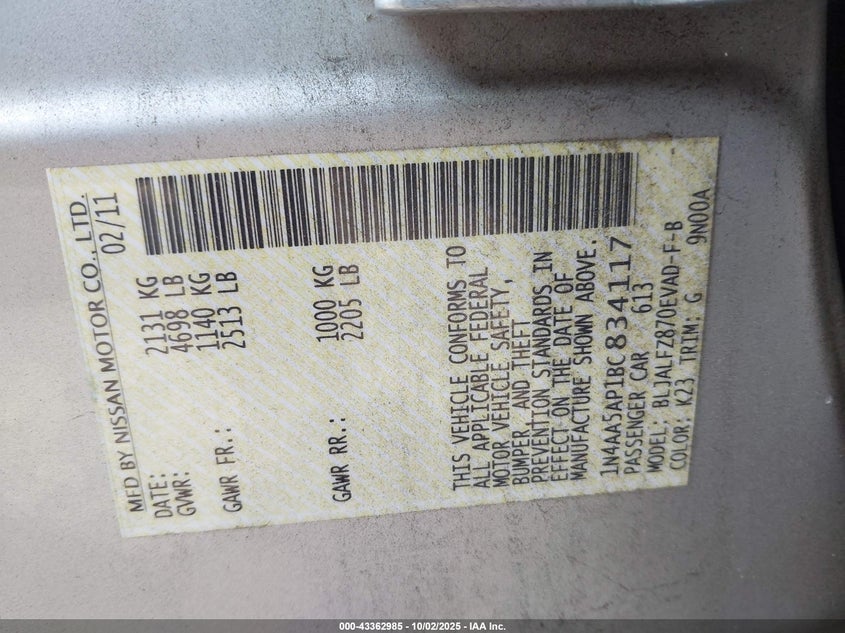 MFD BY NISSAN MOTOR CO., LTD.
DATE: 02/11
GVWR: 2131 KG
4698 LB
GAWR FR.: 1140 KG
2513 LB
GAWR RR.: 1000 KG
2205 LB
THIS VEHICLE CONFORMS TO
ALL APPLICABLE FEDERAL
MOTOR VEHICLE SAFETY,
BUMPER, AND THEFT
PREVENTION STANDARDS IN
EFFECT ON THE DATE OF
MANUFACTURE SHOWN ABOVE.
1N4AA5AP1BC834117
PASSENGER CAR 613
MODEL: BLJALFZ870EVAD-F-B
COLOR: K23 TRIM: G 9N00A
000-43362985 - 10/02/2025 - IAA Inc.